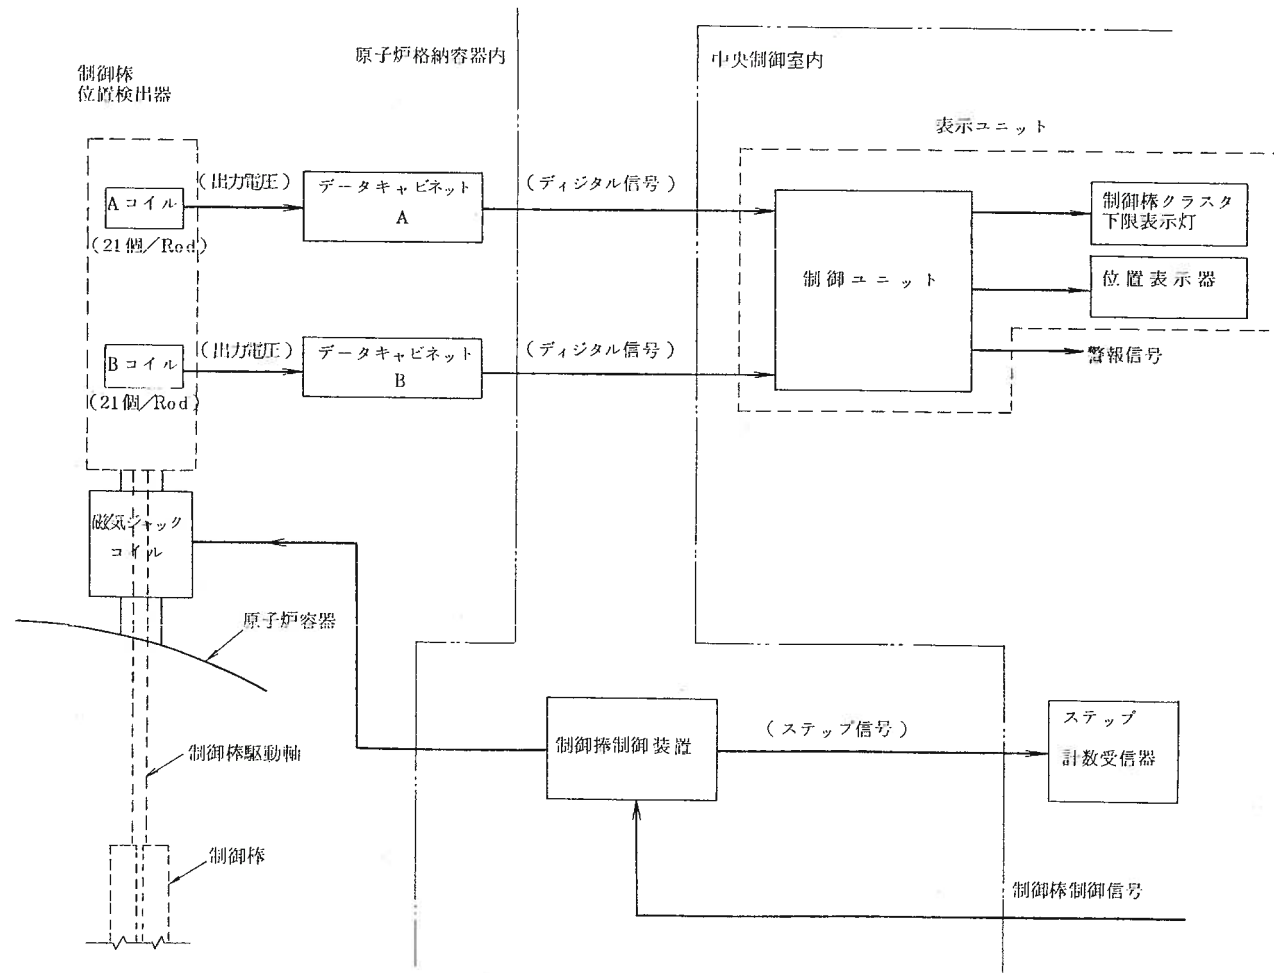 原子炉格納容器内
中央制御室内
制御棒
位置検出器
表示ユニット
Aコイル
(21個/Rod)
(出力電圧)
データキャビネット
A
(ディジタル信号)
制御ユニット
制御棒クラスタ
下限表示灯
位置表示器
警報信号
Bコイル
(21個/Rod)
(出力電圧)
データキャビネット
B
(ディジタル信号)
磁気ジャック
コイル
原子炉容器
制御棒駆動軸
制御棒
制御棒制御装置
(ステップ信号)
ステップ
計数受信器
制御棒制御信号